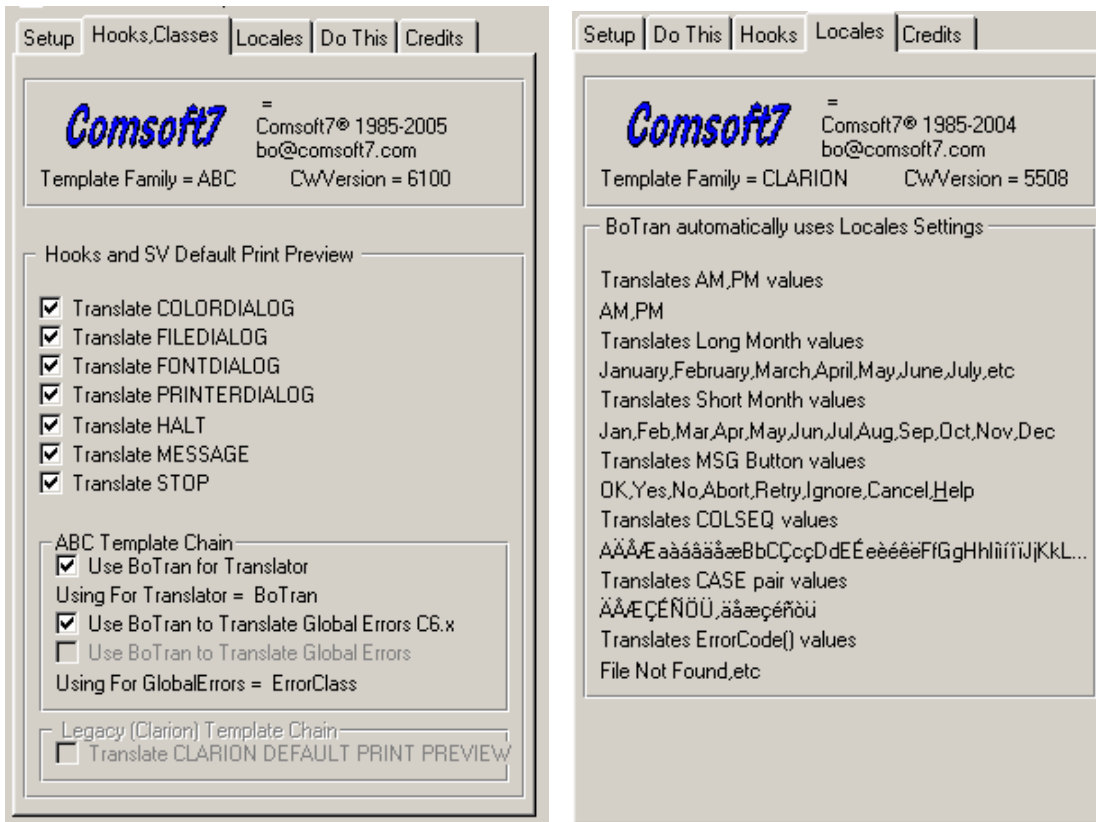 Setup Hooks,Classes Locales Do This Credits
Comsoft7
=
Comsoft7® 1985-2005
bo@comsoft7.com
Template Family = ABC CwVersion = 6100
Hooks and SV Default Print Preview
Translate COLORDIALOG
Translate FILEDIALOG
Translate FONTDIALOG
Translate PRINTERDIALOG
Translate HALT
Translate MESSAGE
Translate STOP
ABC Template Chain
Use BoTran for Translator
Using For Translator = BoTran
Use BoTran to Translate Global Errors C6.x
Use BoTran to Translate Global Errors
Using For GlobalErrors = ErrorClass
Legacy (Clarion) Template Chain
Translate CLARION DEFAULT PRINT PREVIEW
Setup Do This Hooks Locales Credits
Comsoft7
=
Comsoft7® 1985-2004
bo@comsoft7.com
Template Family = CLARION CwVersion = 5508
BoTran automatically uses Locales Settings
Translates AM,PM values
AM,PM
Translates Long Month values
January,February,March,April,May,June,July,etc
Translates Short Month values
Jan,Feb,Mar,Apr,May,Jun,Jul,Aug,Sep,Oct,Nov,Dec
Translates MSG Button values
OK,Yes,No,Abort,Retry,Ignore,Cancel,Help
Translates COLSEQ values
AÄÅÆaàáâäåæBbCÇcçDdEÉeèéêëFfGgHhIiìíîïJjKkL...
Translates CASE pair values
ÄÅÆÇÉÑÖÜ,äåæçéñöü
Translates ErrorCode() values
File Not Found,etc